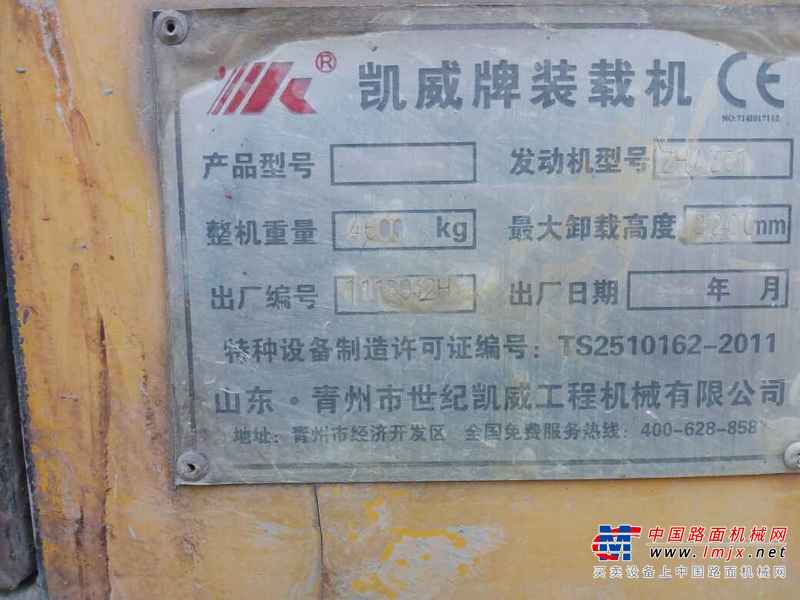 ® 凯威牌装载机 CE
NO:714B017112
产品型号 发动机型号
整机重量 4500 kg 最大卸载高度 mm
出厂编号 出厂日期 年 月
特种设备制造许可证编号：TS2510162-2011
山东·青州市世纪凯威工程机械有限公司
地址：青州市经济开发区 全国免费服务热线：400-628-858
中国路面机械网
www.lmjx.net
买卖设备上中国路面机械网